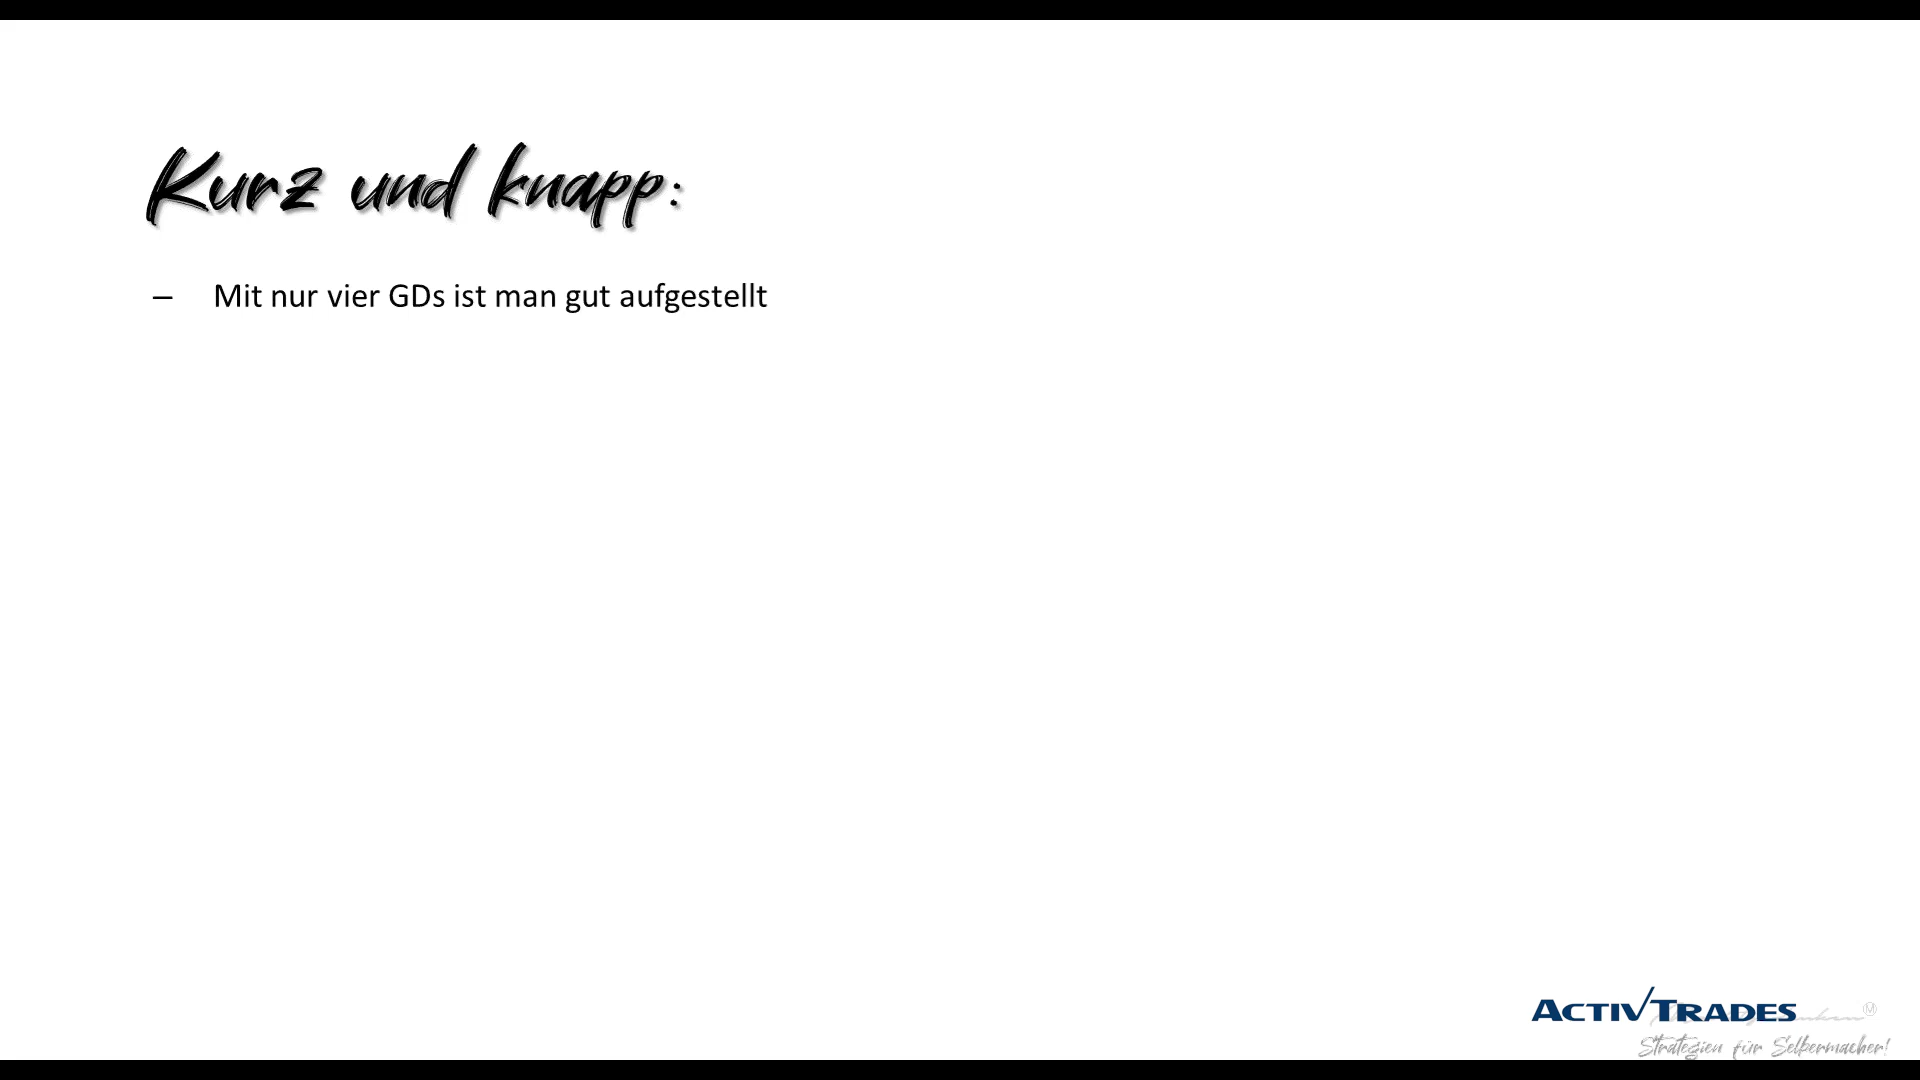 Kurz und knapp:
– Mit nur vier GDs ist man gut aufgestellt
ACTIVTRADES
Strategien für Selbermacher!